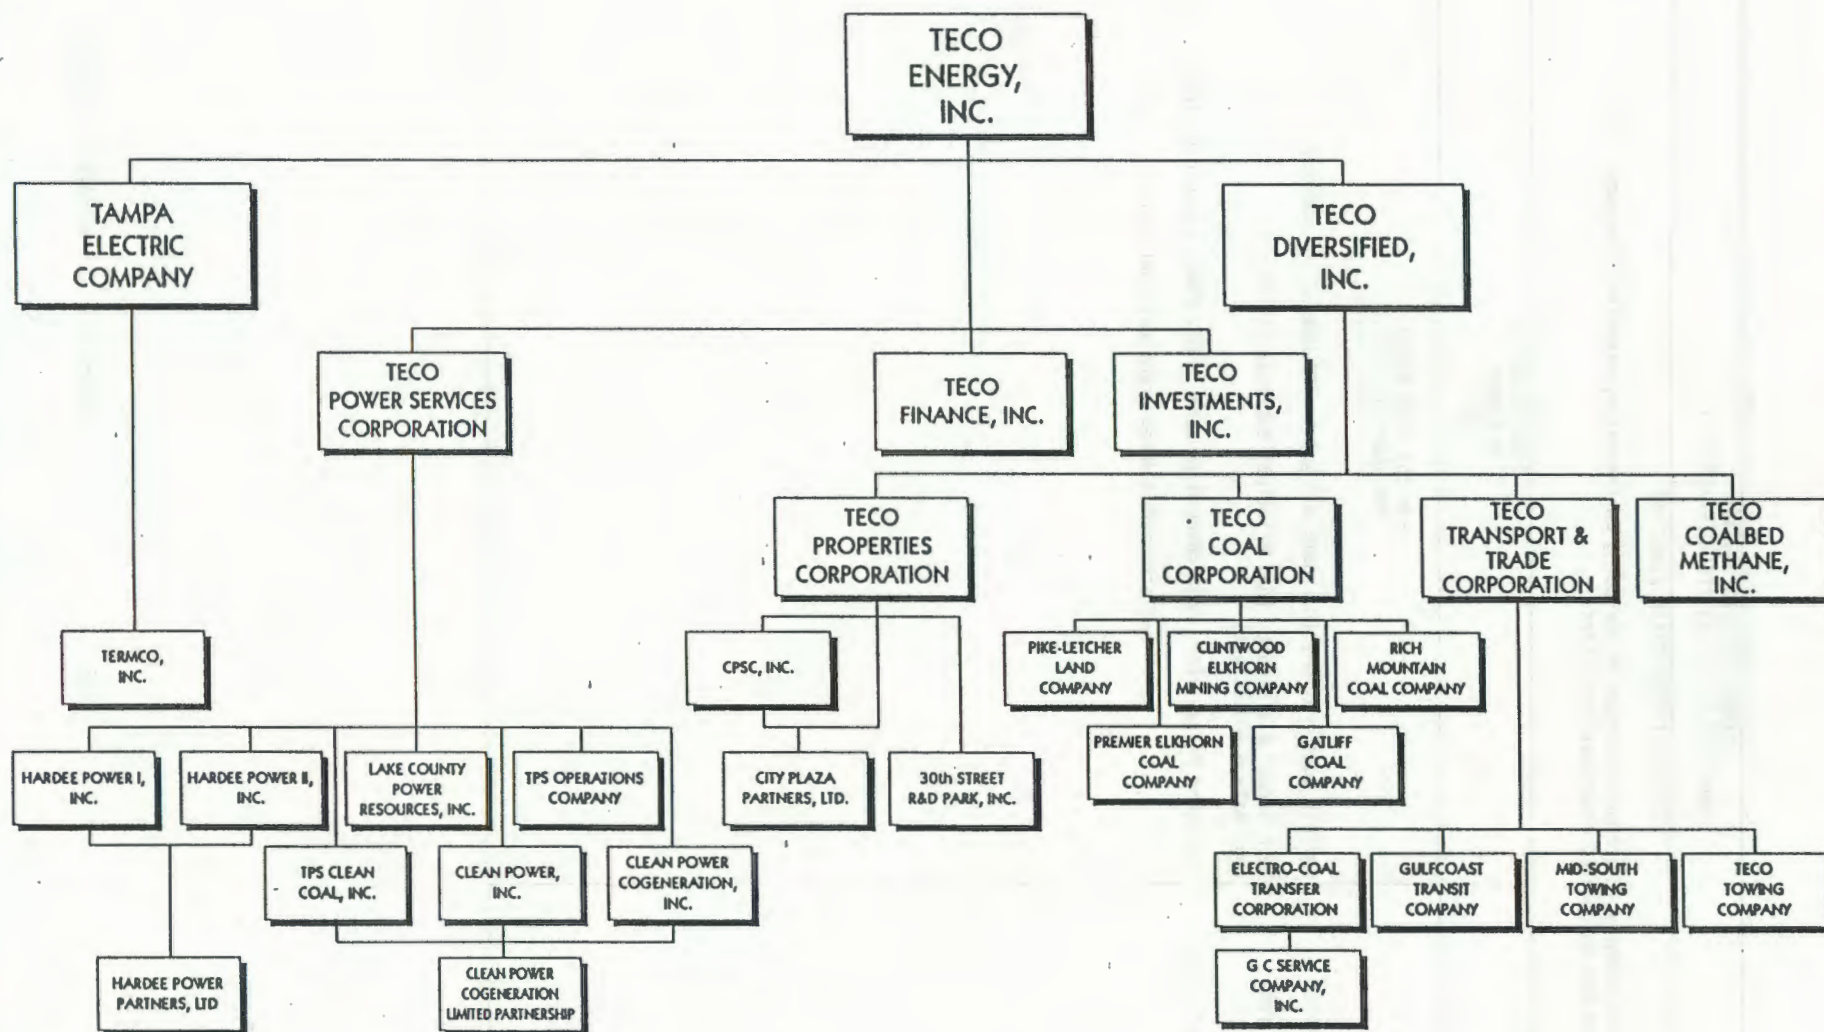 TECO
ENERGY,
INC.
TAMPA
ELECTRIC
COMPANY
TECO
DIVERSIFIED,
INC.
TECO
POWER SERVICES
CORPORATION
TECO
FINANCE, INC.
TECO
INVESTMENTS,
INC.
TECO
PROPERTIES
CORPORATION
TECO
COAL
CORPORATION
TECO
TRANSPORT &
TRADE
CORPORATION
TECO
COALBED
METHANE,
INC.
TERMCO,
INC.
CPSC, INC.
PIKE-LETCHER
LAND
COMPANY
CLINTWOOD
ELKHORN
MINING COMPANY
RICH
MOUNTAIN
COAL COMPANY
HARDEE POWER I,
INC.
HARDEE POWER II,
INC.
LAKE COUNTY
POWER
RESOURCES, INC.
TPS OPERATIONS
COMPANY
CITY PLAZA
PARTNERS, LTD.
30th STREET
R&D PARK, INC.
PREMIER ELKHORN
COAL
COMPANY
GATLIFF
COAL
COMPANY
TPS CLEAN
COAL, INC.
CLEAN POWER,
INC.
CLEAN POWER
COGENERATION,
INC.
ELECTRO-COAL
TRANSFER
CORPORATION
GULFCOAST
TRANSIT
COMPANY
MID-SOUTH
TOWING
COMPANY
TECO
TOWING
COMPANY
HARDEE POWER
PARTNERS, LTD
CLEAN POWER
COGENERATION
LIMITED PARTNERSHIP
G C SERVICE
COMPANY,
INC.